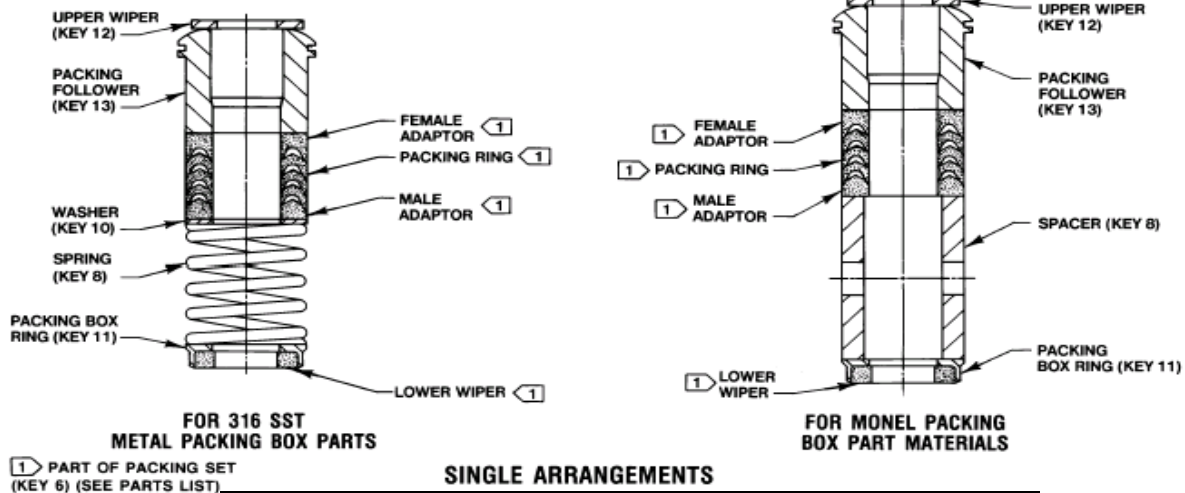 UPPER WIPER
(KEY 12)
PACKING
FOLLOWER
(KEY 13)
FEMALE
ADAPTOR 1
PACKING RING 1
MALE
ADAPTOR 1
WASHER
(KEY 10)
SPRING
(KEY 8)
PACKING BOX
RING (KEY 11)
LOWER WIPER 1
FOR 316 SST
METAL PACKING BOX PARTS
UPPER WIPER
(KEY 12)
PACKING
FOLLOWER
(KEY 13)
1 FEMALE
ADAPTOR
1 PACKING RING
1 MALE
ADAPTOR
SPACER (KEY 8)
PACKING
BOX RING (KEY 11)
1 LOWER
WIPER
FOR MONEL PACKING
BOX PART MATERIALS
1 PART OF PACKING SET
(KEY 6) (SEE PARTS LIST)
SINGLE ARRANGEMENTS